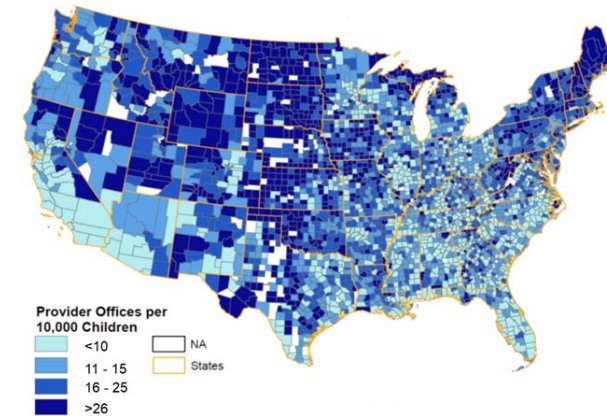 Provider Offices per
10,000 Children
<10
11 - 15
16 - 25
>26
NA
States